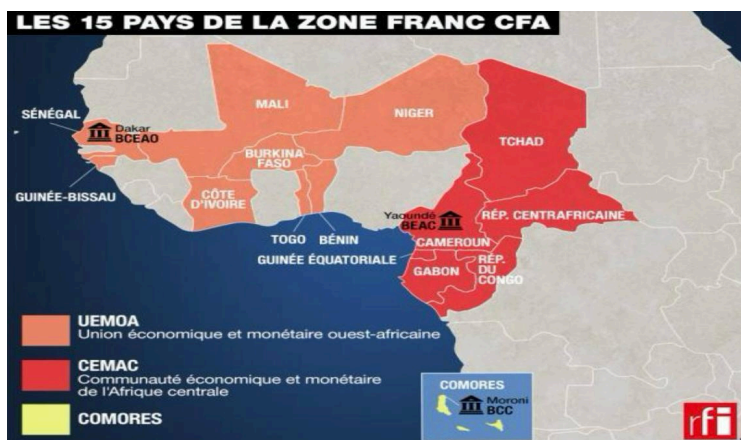 LES 15 PAYS DE LA ZONE FRANC CFA
MALI
NIGER
SÉNÉGAL
Dakar
BCEAO
TCHAD
BURKINA
FASO
GUINÉE-BISSAU
CÔTE
D'IVOIRE
Yaoundé
BEAC
RÉP. CENTRAFRICAINE
TOGO
BÉNIN
CAMEROUN
GUINÉE ÉQUATORIALE
GABON
RÉP.
DU
CONGO
UEMOA
Union économique et monétaire ouest-africaine
CEMAC
Communauté économique et monétaire
de l'Afrique centrale
COMORES
COMORES
Moroni
BCC
rfi